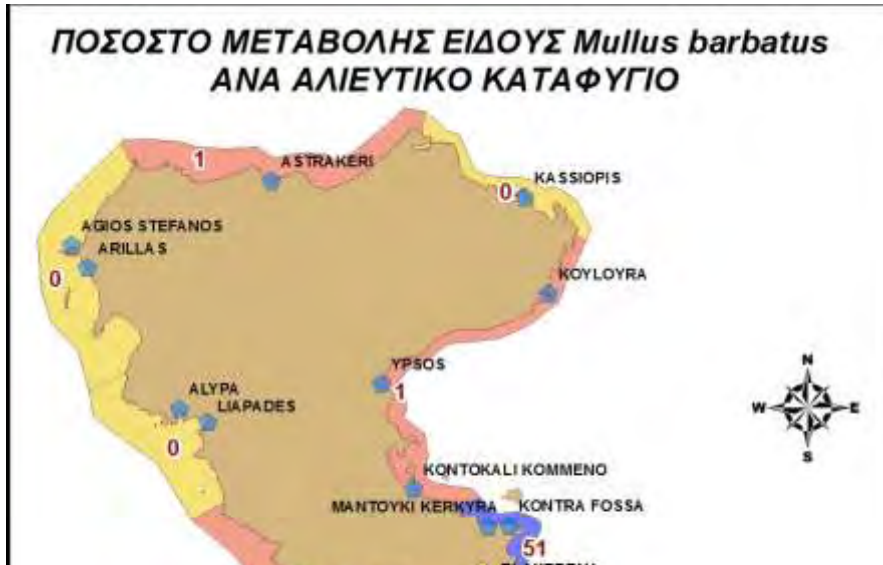 ΠΟΣΟΣΤΟ ΜΕΤΑΒΟΛΗΣ ΕΙΔΟΥΣ Mullus barbatus
ΑΝΑ ΑΛΙΕΥΤΙΚΟ ΚΑΤΑΦΥΓΙΟ
1
ASTRAKERI
KASSIOPIS
0
AGIOS STEFANOS
ARILLAS
0
KOYLOYRA
YPSOS
1
ALYPA
LIAPADES
0
N
W
E
S
KONTOKALI KOMMENO
MANTOYKI KERKYRA
KONTRA FOSSA
51